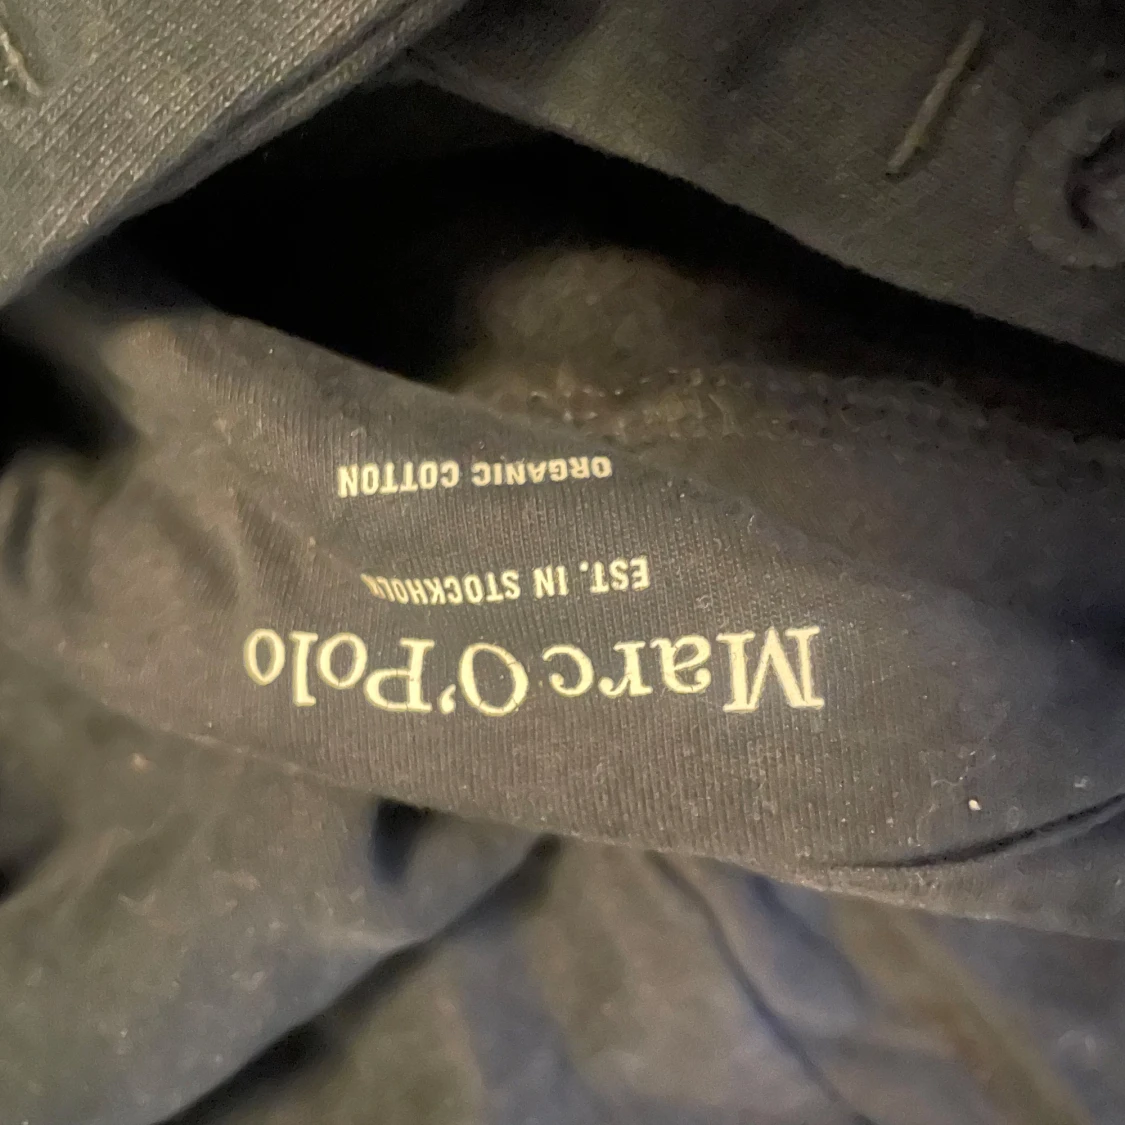 Marc O'Polo
EST. IN STOCKHOLM
ORGANIC COTTON